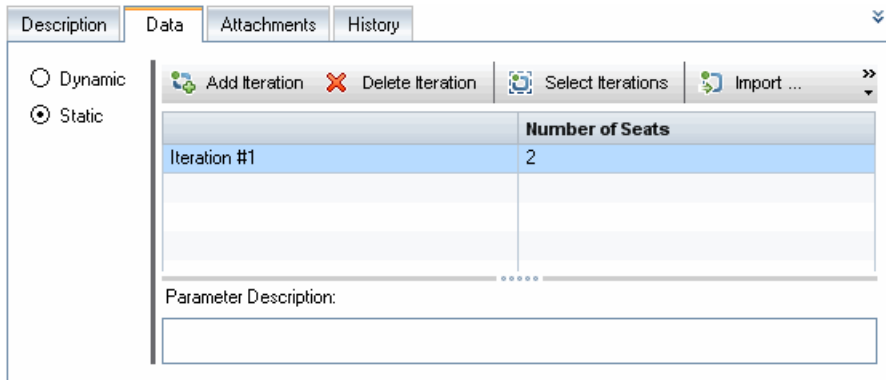 Description Data Attachments History
Dynamic
Static
Add Iteration Delete Iteration Select Iterations Import ...
Number of Seats
Iteration #1 2
Parameter Description: